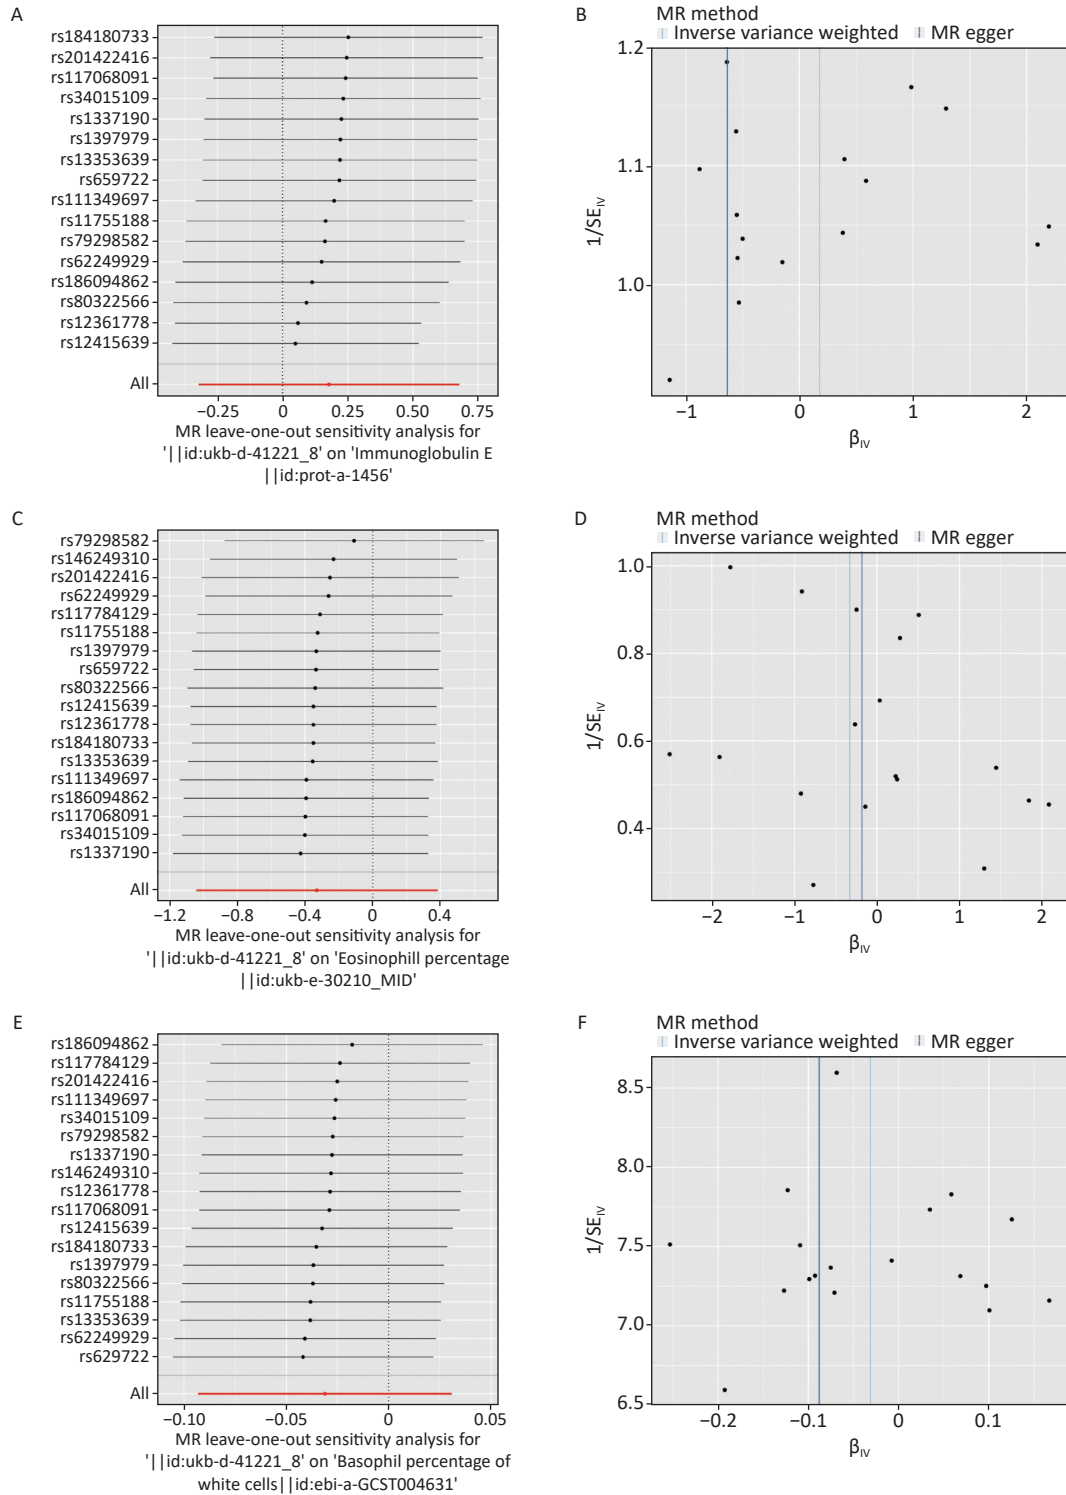 A
rs184180733
rs201422416
rs117068091
rs34015109
rs1337190
rs1397979
rs13353639
rs659722
rs111349697
rs11755188
rs79298582
rs62249929
rs186094862
rs80322566
rs12361778
rs12415639
All
−0.25 0 0.25 0.50 0.75
MR leave-one-out sensitivity analysis for
'||id:ukb-d-41221_8' on 'Immunoglobulin E
||id:prot-a-1456'
B
MR method
Inverse variance weighted MR egger
1.2
1.1
1.0
1/SE_IV
−1 0 1 2
β_IV
C
rs79298582
rs146249310
rs201422416
rs62249929
rs117784129
rs11755188
rs1397979
rs659722
rs80322566
rs12415639
rs12361778
rs184180733
rs13353639
rs111349697
rs186094862
rs117068091
rs34015109
rs1337190
All
−1.2 −0.8 −0.4 0 0.4
MR leave-one-out sensitivity analysis for
'||id:ukb-d-41221_8' on 'Eosinophill percentage
||id:ukb-e-30210_MID'
D
MR method
Inverse variance weighted MR egger
1.0
0.8
0.6
0.4
1/SE_IV
−2 −1 0 1 2
β_IV
E
rs186094862
rs117784129
rs201422416
rs111349697
rs34015109
rs79298582
rs1337190
rs146249310
rs12361778
rs117068091
rs12415639
rs184180733
rs1397979
rs80322566
rs11755188
rs13353639
rs62249929
rs629722
All
−0.10 −0.05 0 0.05
MR leave-one-out sensitivity analysis for
'||id:ukb-d-41221_8' on 'Basophil percentage of
white cells||id:ebi-a-GCST004631'
F
MR method
Inverse variance weighted MR egger
8.5
8.0
7.5
7.0
6.5
1/SE_IV
−0.2 −0.1 0 0.1
β_IV